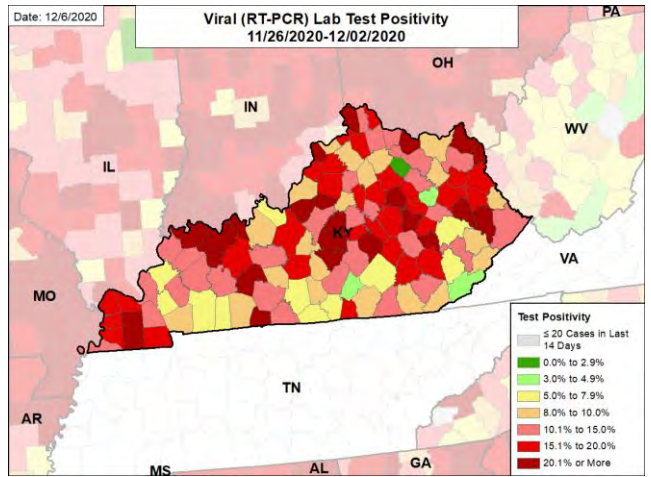 Date: 12/6/2020
Viral (RT-PCR) Lab Test Positivity
11/26/2020-12/02/2020
PA
OH
IN
WV
IL
KY
VA
MO
TN
AR
MS
AL
GA
Test Positivity
≤ 20 Cases in Last
14 Days
0.0% to 2.9%
3.0% to 4.9%
5.0% to 7.9%
8.0% to 10.0%
10.1% to 15.0%
15.1% to 20.0%
20.1% or More